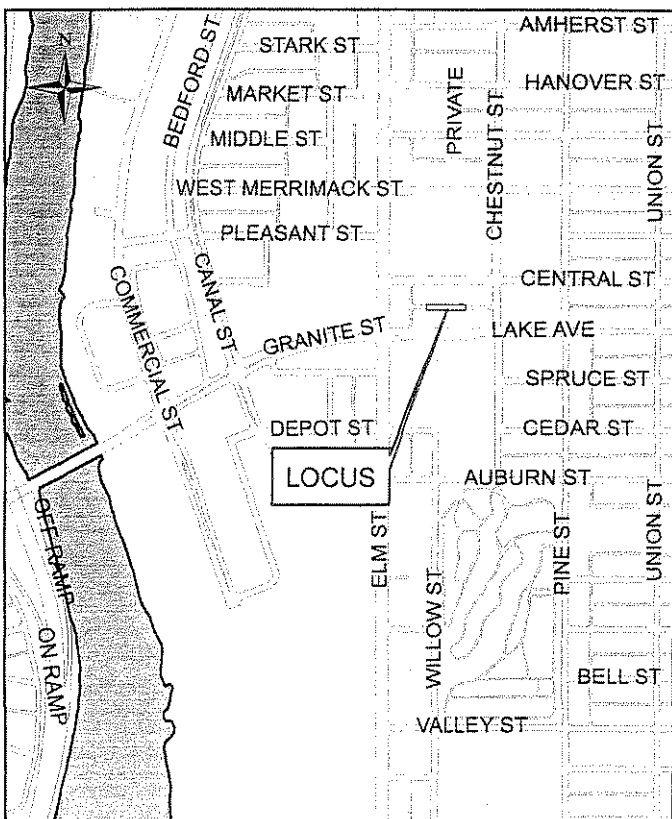 AMHERST ST
STARK ST
BEDFORD ST
N
HANOVER ST
MARKET ST
PRIVATE
CHESTNUT ST
UNION ST
MIDDLE ST
WEST MERRIMACK ST
PLEASANT ST
CANAL ST
CENTRAL ST
COMMERCIAL ST
GRANITE ST
LAKE AVE
SPRUCE ST
DEPOT ST
CEDAR ST
LOCUS
AUBURN ST
OFF RAMP
ELM ST
PINE ST
UNION ST
WILLOW ST
ON RAMP
BELL ST
VALLEY ST